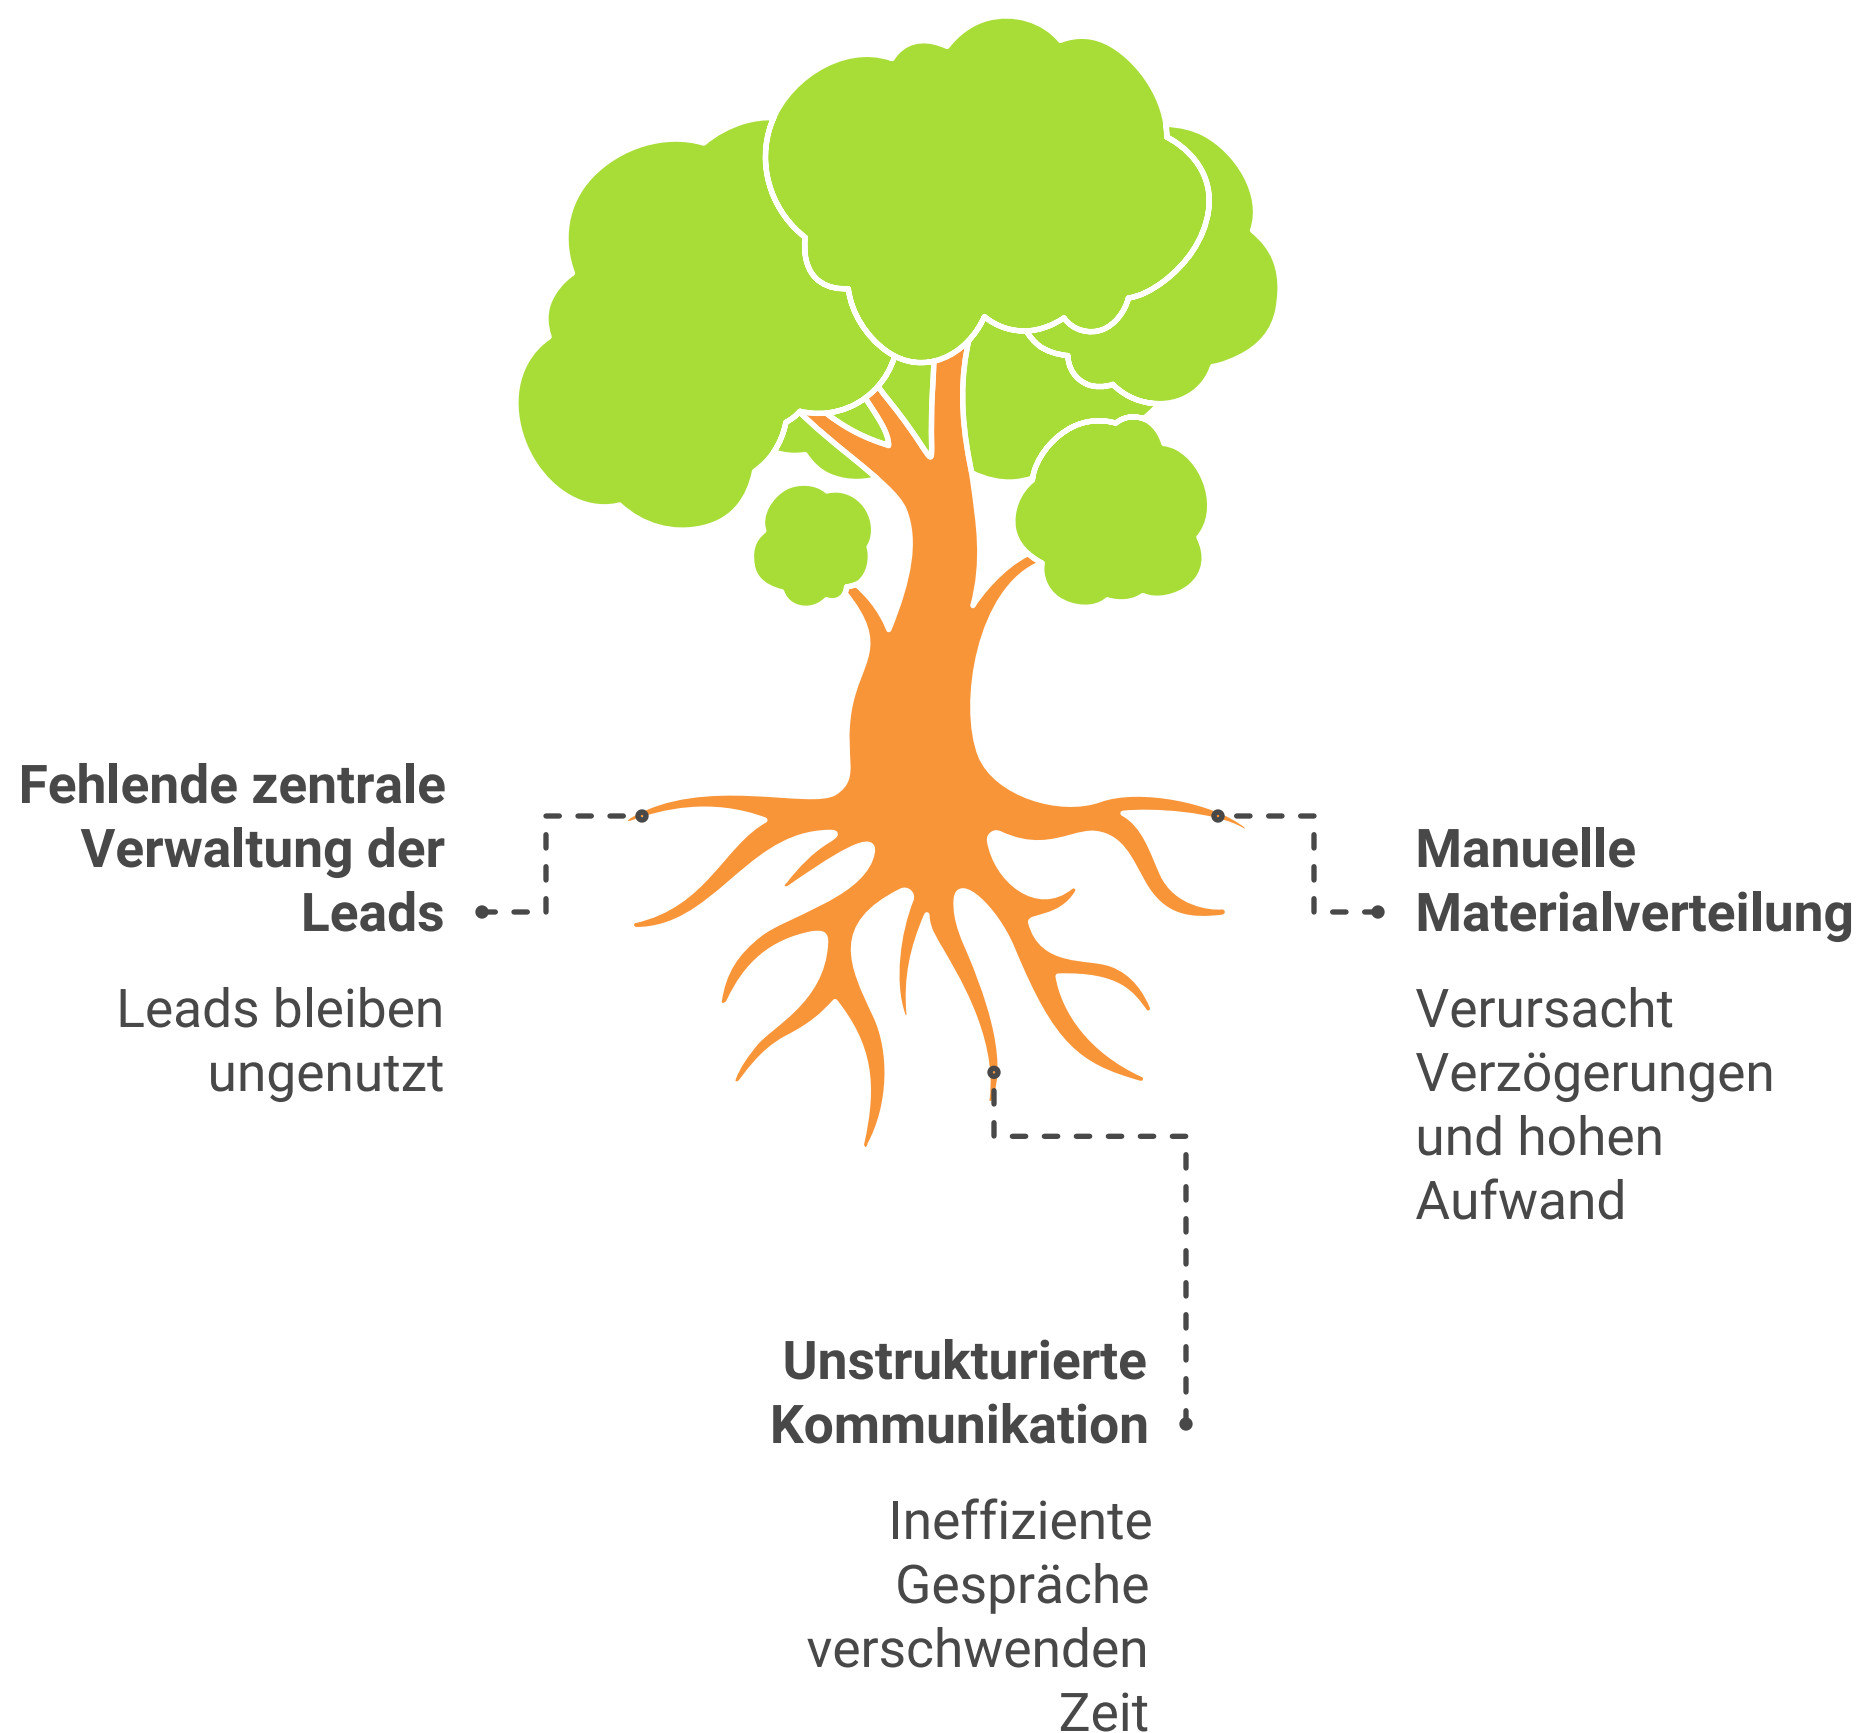 Fehlende zentrale
Verwaltung der
Leads
Leads bleiben
ungenutzt
Manuelle
Materialverteilung
Verursacht
Verzögerungen
und hohen
Aufwand
Unstrukturierte
Kommunikation
Ineffiziente
Gespräche
verschwenden
Zeit